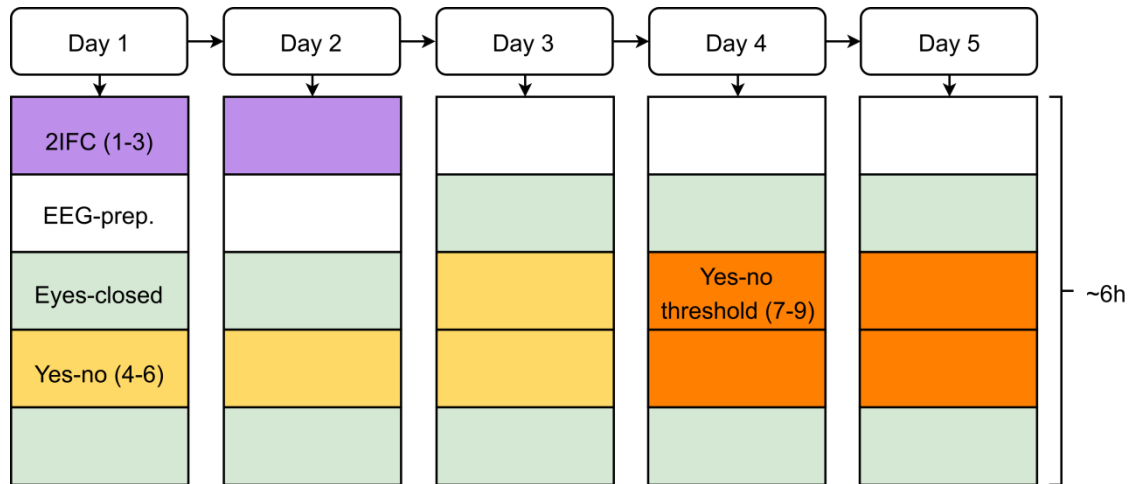 Day 1
Day 2
Day 3
Day 4
Day 5
2IFC (1-3)
EEG-prep.
Eyes-closed
Yes-no
threshold (7-9)
~6h
Yes-no (4-6)